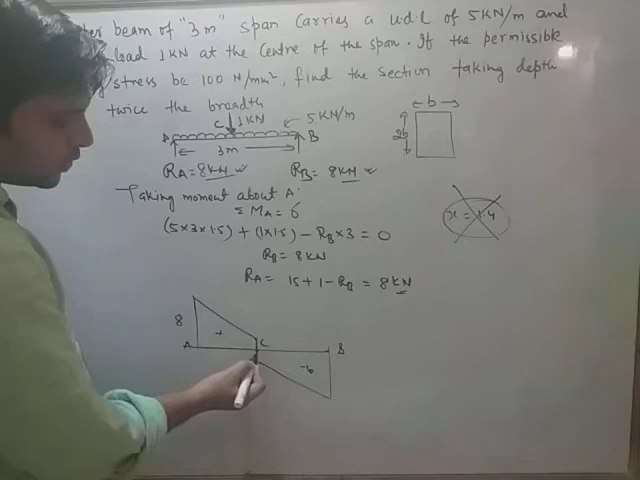 beam of "3m" span carries a u.d.l of 5KN/m and
load 1KN at the centre of the span. If the permissible
stress be 100 N/mm², find the section taking depth
twice the breadth
C 1KN
5KN/m
A B
3m
RA = 8KN
RB = 8KN
b
2b
Taking moment about A
ΣMA = 0
(5×3×1.5) + (1×1.5) - RB×3 = 0
RB = 8KN
RA = 15+1-RB = 8KN
x = 1.4
8
+
A C B